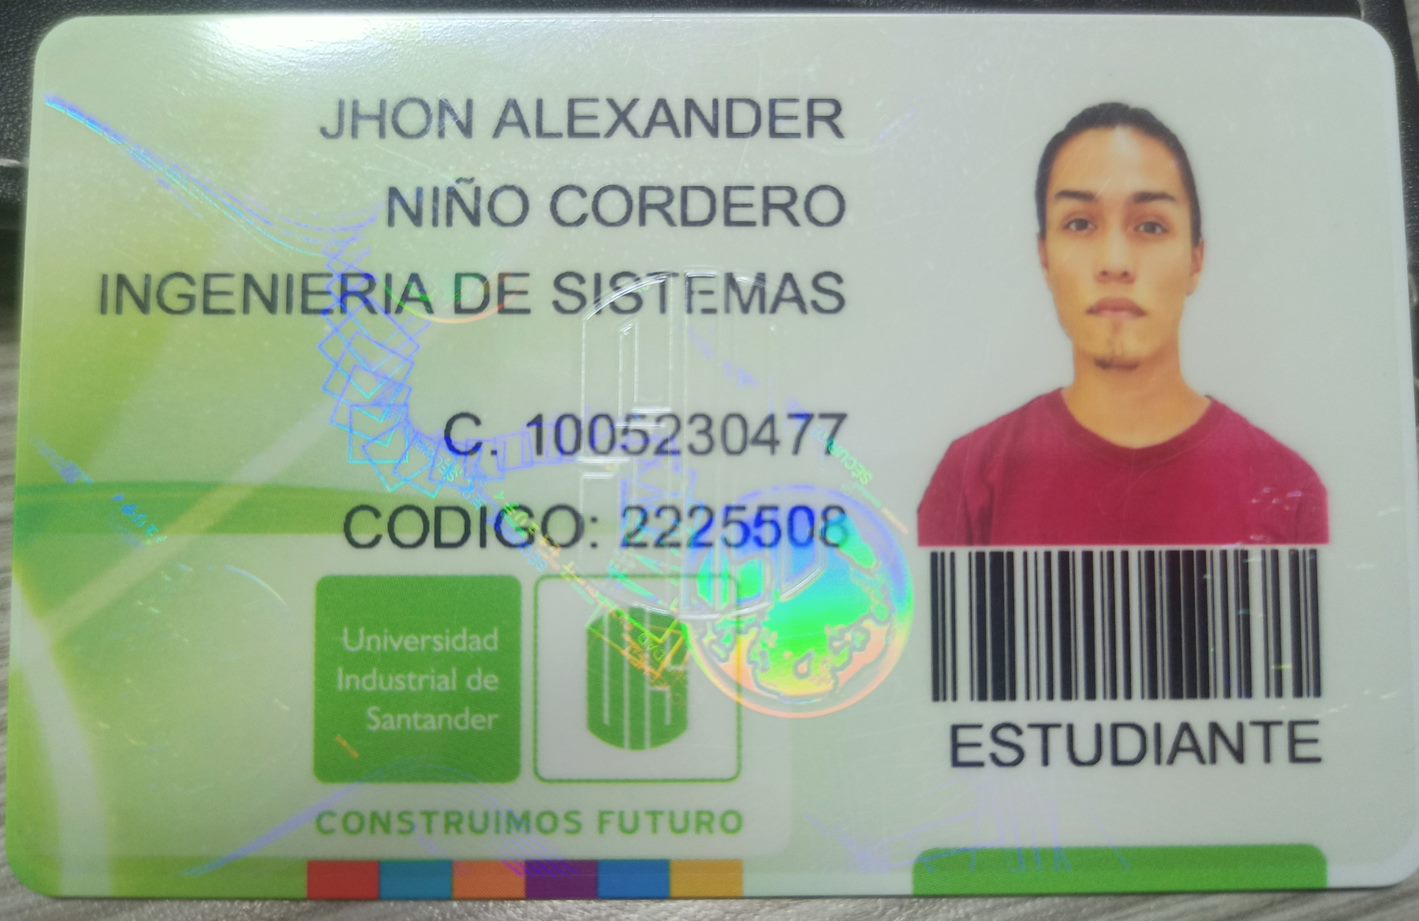 JHON ALEXANDER
NIÑO CORDERO
INGENIERIA DE SISTEMAS
C. 1005230477
CODIGO: 2225508
Universidad
Industrial de
Santander
UIS
CONSTRUIMOS FUTURO
ESTUDIANTE